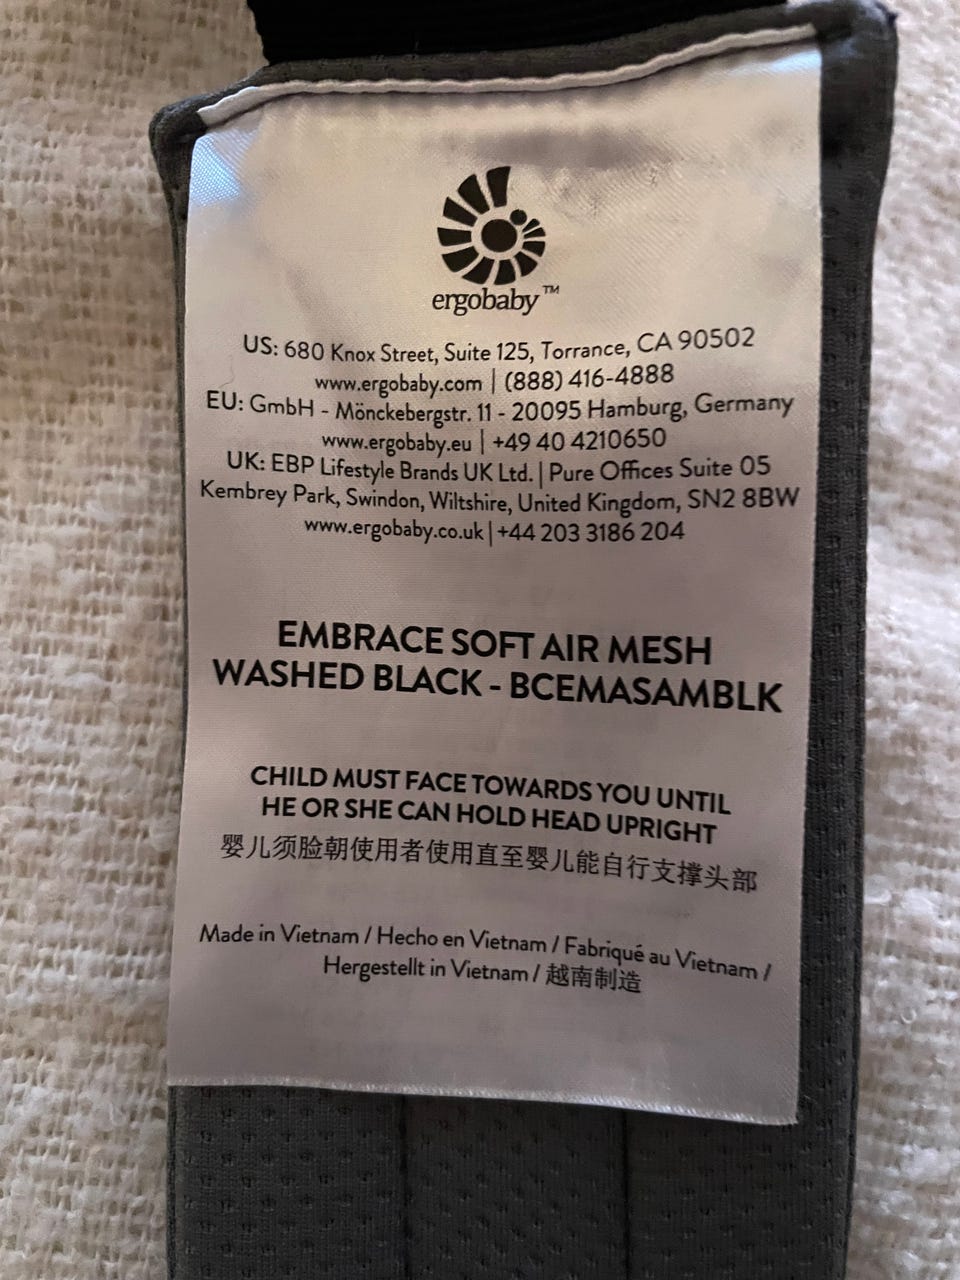 ergobaby™
US: 680 Knox Street, Suite 125, Torrance, CA 90502
www.ergobaby.com | (888) 416-4888
EU: GmbH - Mönckebergstr. 11 - 20095 Hamburg, Germany
www.ergobaby.eu | +49 40 4210650
UK: EBP Lifestyle Brands UK Ltd. | Pure Offices Suite 05
Kembrey Park, Swindon, Wiltshire, United Kingdom, SN2 8BW
www.ergobaby.co.uk | +44 203 3186 204
EMBRACE SOFT AIR MESH
WASHED BLACK - BCEMASAMBLK
CHILD MUST FACE TOWARDS YOU UNTIL
HE OR SHE CAN HOLD HEAD UPRIGHT
婴儿须脸朝使用者使用直至婴儿能自行支撑头部
Made in Vietnam / Hecho en Vietnam / Fabriqué au Vietnam /
Hergestellt in Vietnam / 越南制造